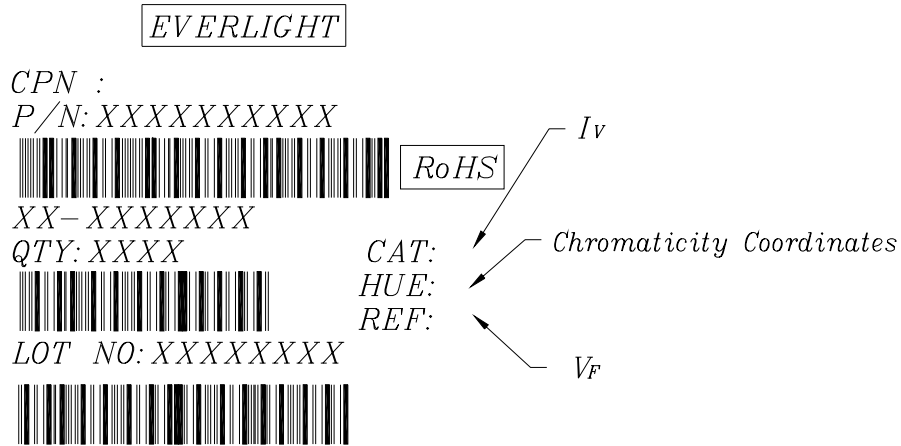 EVERLIGHT
CPN :
P/N: XXXXXXXXXX
RoHS
XX-XXXXXXX
QTY: XXXX
CAT:
HUE:
REF:
LOT NO: XXXXXXXX
Iv
Chromaticity Coordinates
VF